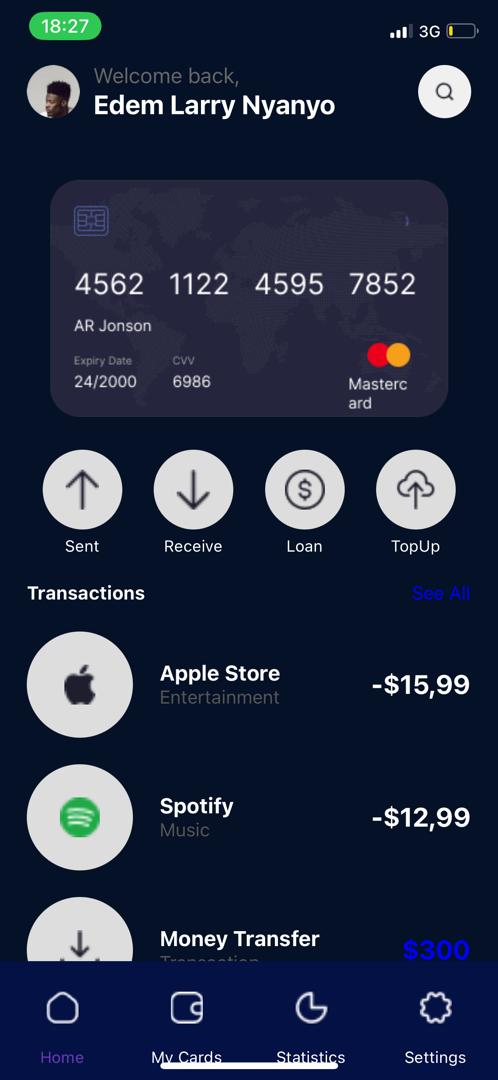 18:27
3G
Welcome back,
Edem Larry Nyanyo
4562 1122 4595 7852
AR Jonson
Expiry Date CVV
24/2000 6986
Masterc
ard
Sent Receive Loan TopUp
Transactions See All
Apple Store
Entertainment
-$15,99
Spotify
Music
-$12,99
Money Transfer
Transaction
$300
Home My Cards Statistics Settings